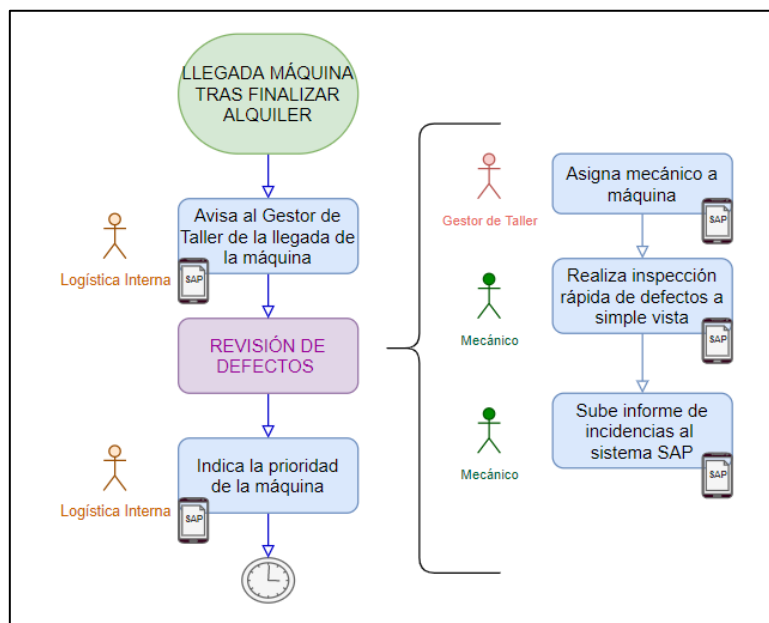 LLEGADA MÁQUINA
TRAS FINALIZAR
ALQUILER
Avisa al Gestor de
Taller de la llegada de
la máquina
Logística Interna
SAP
REVISIÓN DE
DEFECTOS
Indica la prioridad
de la máquina
Logística Interna
SAP
Asigna mecánico a
máquina
Gestor de Taller
SAP
Realiza inspección
rápida de defectos a
simple vista
Mecánico
SAP
Sube informe de
incidencias al
sistema SAP
Mecánico
SAP